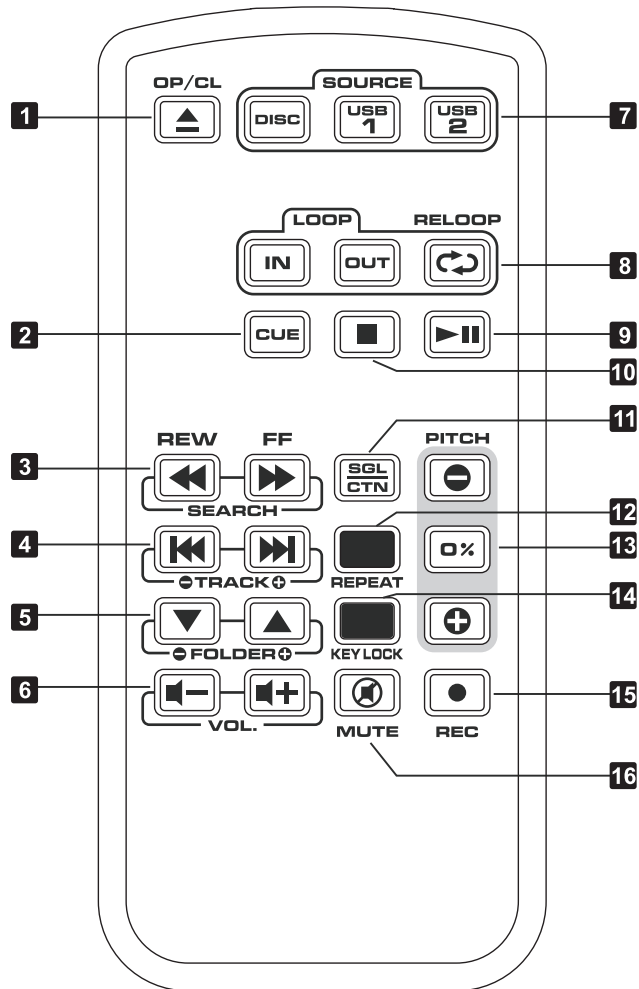 OP/CL SOURCE
1 DISC USB 1 USB 2 7
LOOP RELOOP
IN OUT 8
2 CUE 9
10
11
REW FF PITCH
3 SGL CTN
SEARCH
12
4 0% 13
TRACK REPEAT
14
5
FOLDER KEY LOCK
6 15
VOL. MUTE REC
16